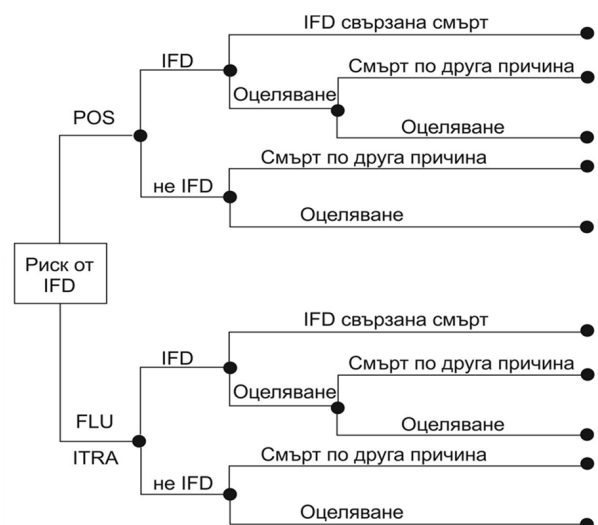 IFD свързана смърт
IFD
Смърт по друга причина
Оцеляване
POS
Оцеляване
Смърт по друга причина
не IFD
Оцеляване
Риск от
IFD
IFD свързана смърт
IFD
Смърт по друга причина
Оцеляване
FLU
Оцеляване
ITRA
Смърт по друга причина
не IFD
Оцеляване